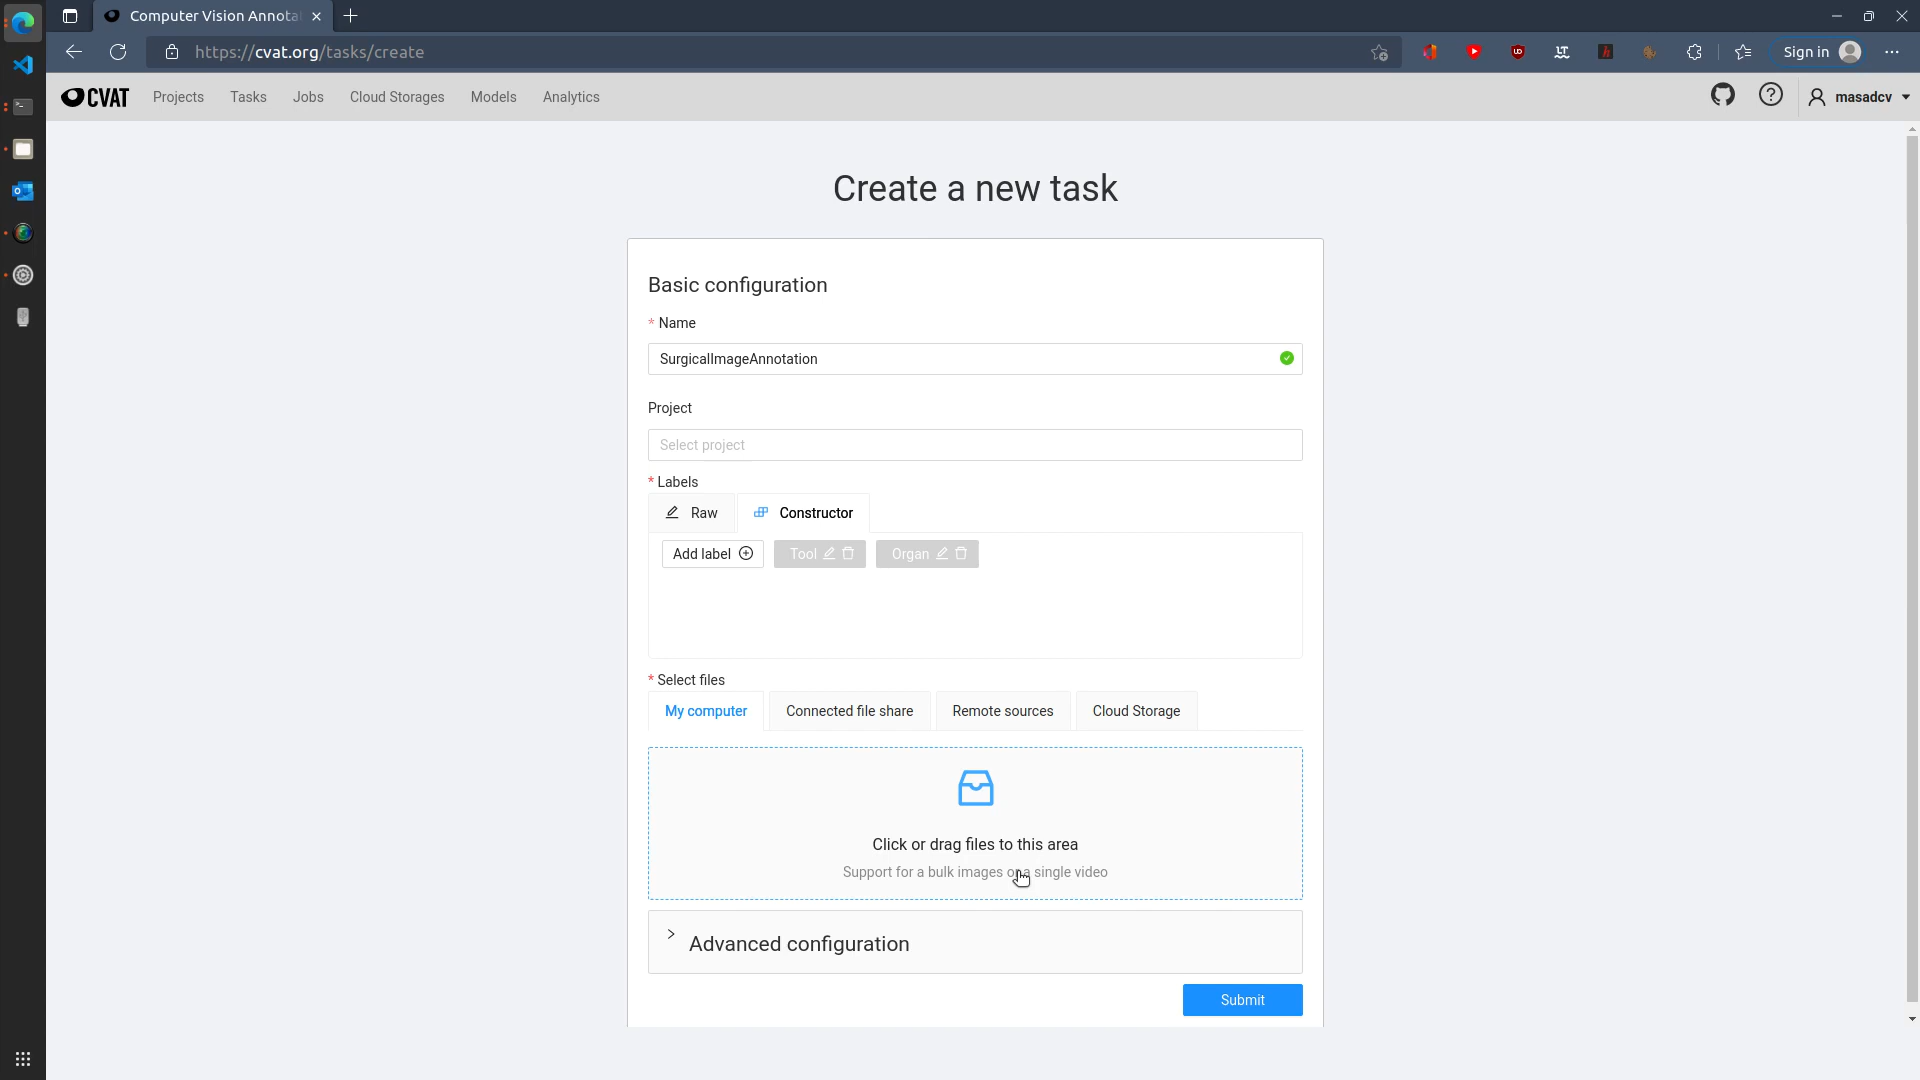 Computer Vision Annota
https://cvat.org/tasks/create
Sign in
CVAT
Projects
Tasks
Jobs
Cloud Storages
Models
Analytics
masadcv
Create a new task
Basic configuration
* Name
SurgicalImageAnnotation
Project
Select project
* Labels
Raw
Constructor
Add label
Tool
Organ
* Select files
My computer
Connected file share
Remote sources
Cloud Storage
Click or drag files to this area
Support for a bulk images or a single video
Advanced configuration
Submit